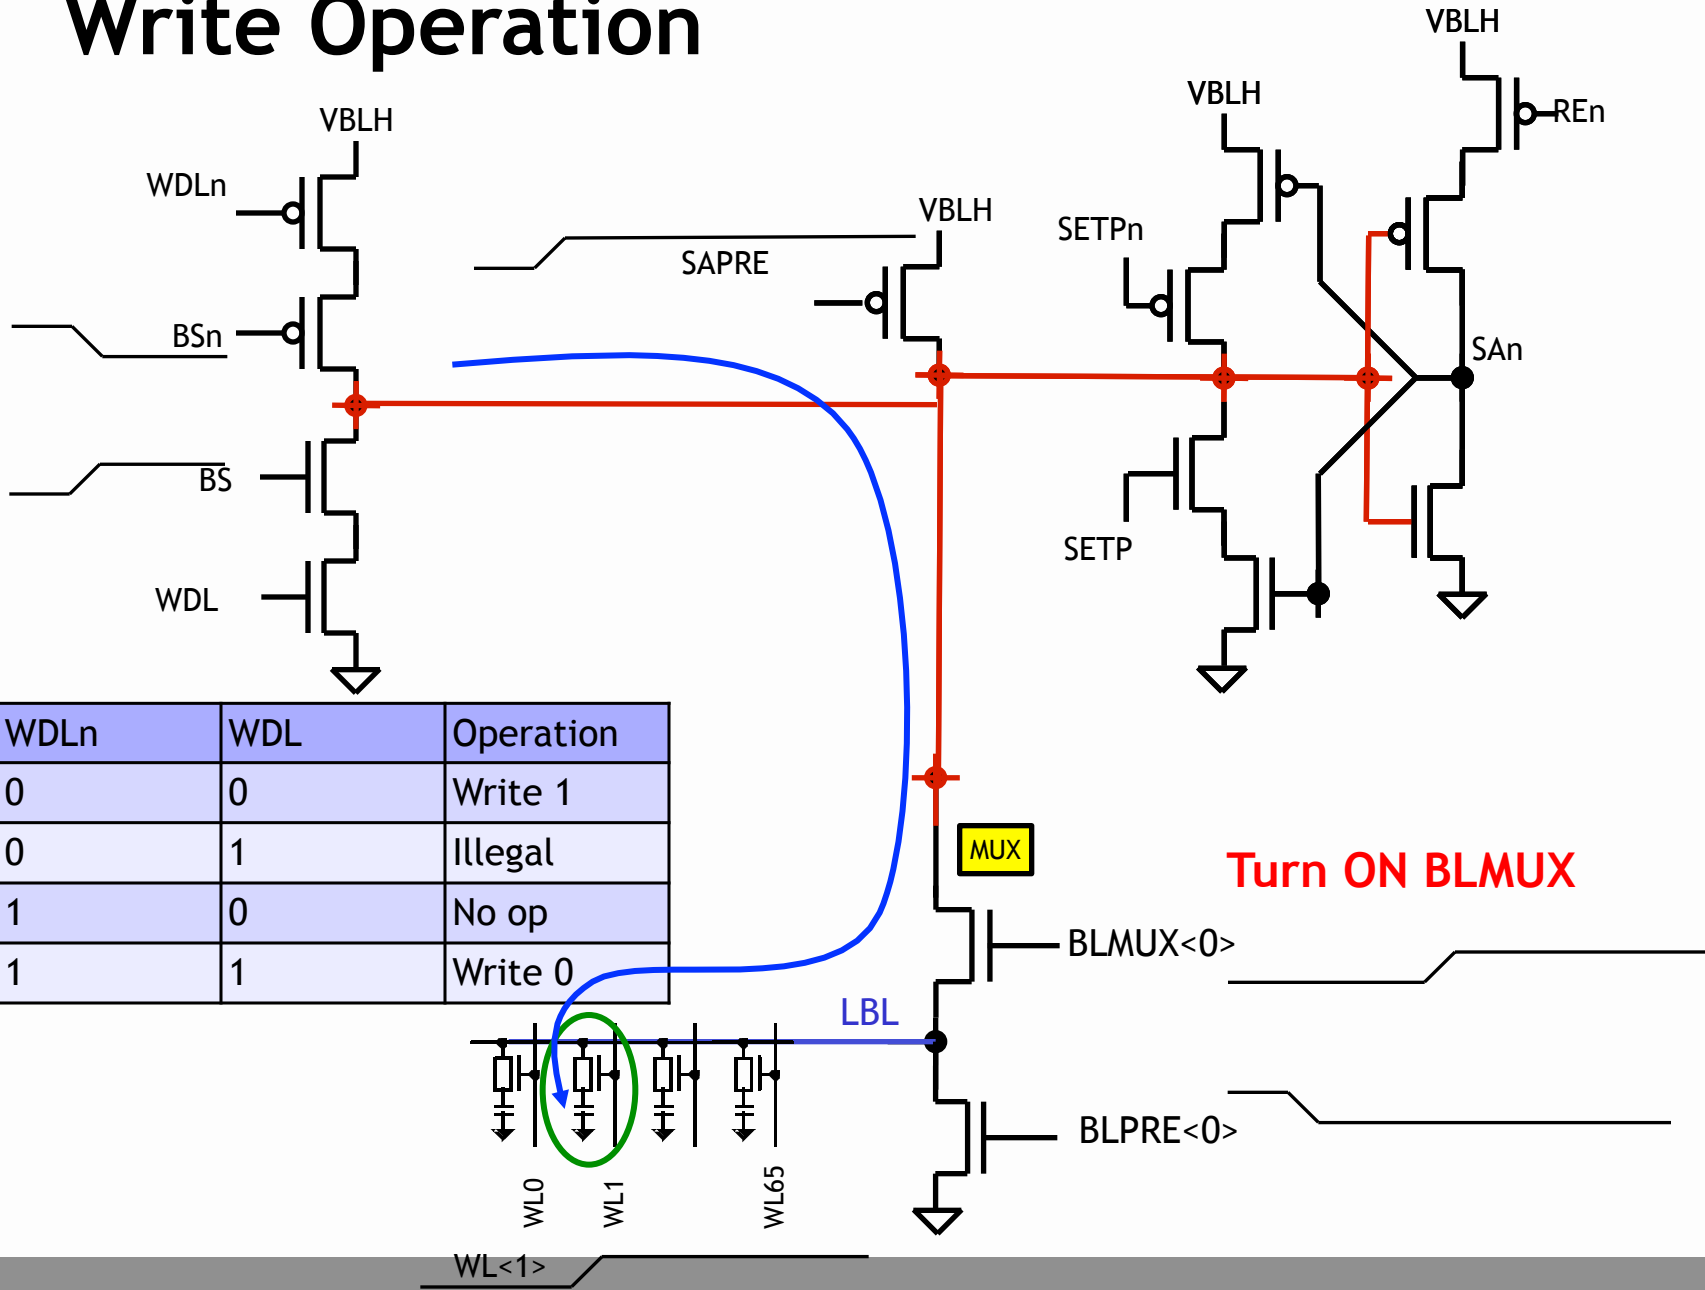 Write Operation
VBLH
VBLH
VBLH
VBLH
WDLn
REn
SETPn
SAPRE
BSn
SAn
BS
SETP
WDL
WDLn WDL Operation
0 0 Write 1
0 1 Illegal
1 0 No op
1 1 Write 0
MUX
Turn ON BLMUX
BLMUX<0>
LBL
BLPRE<0>
WL0
WL1
WL65
WL<1>